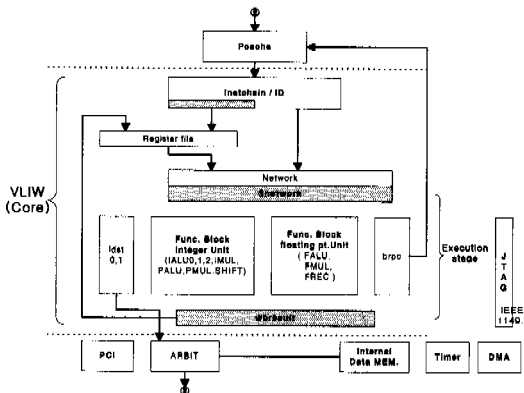 Pcache
Instchain / ID
Register file
Network
VLIW
(Core)
ldst
0,1
Func. Block
Integer Unit
(IALU0,1,2,IMUL,
PALU,PMUL.SHIFT)
Func. Block
floating pt.Unit
( FALU,
FMUL,
FREC )
brpc
Execution
stage
J
T
A
G
IEEE
1149.
PCI
ARBIT
Internal
Data MEM.
Timer
DMA